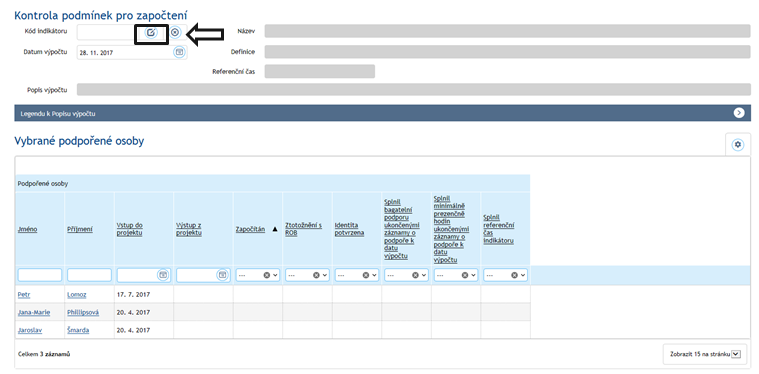 Kontrola podmínek pro započtení
Kód indikátoru
Název
Datum výpočtu
28. 11. 2017
Definice
Referenční čas
Popis výpočtu
Legendu k Popisu výpočtu
Vybrané podpořené osoby
Podpořené osoby
Jméno
Příjmení
Vstup do
projektu
Výstup z
projektu
Započítán ▲
Ztotožnění s
ROB
Identita
potvrzena
Splnil
bagatelní
podporu
ukončenými
záznamy o
podpoře k
datu
výpočtu
Splnil
minimálně
prezenčně
hodin
ukončenými
záznamy o
podpoře k
datu
výpočtu
Splnil
referenční
čas
indikátoru
--- --- --- --- --- ---
Petr Lomoz 17. 7. 2017
Jana-Marie Phillipsová 20. 4. 2017
Jaroslav Šmarda 20. 4. 2017
Celkem 3 záznamů
Zobrazit 15 na stránku